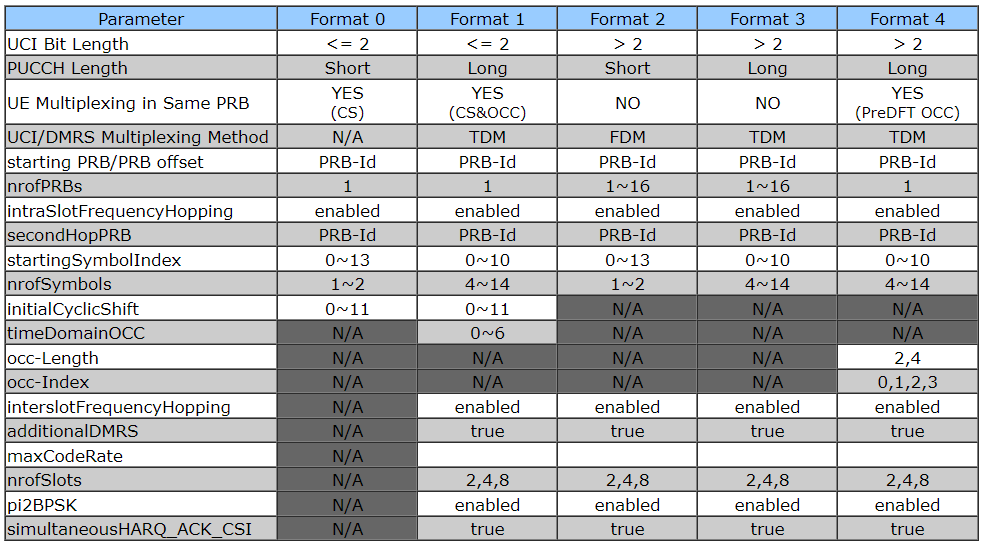 Parameter Format 0 Format 1 Format 2 Format 3 Format 4
UCI Bit Length <= 2 <= 2 > 2 > 2 > 2
PUCCH Length Short Long Short Long Long
UE Multiplexing in Same PRB YES (CS) YES (CS&OCC) NO NO YES (PreDFT OCC)
UCI/DMRS Multiplexing Method N/A TDM FDM TDM TDM
starting PRB/PRB offset PRB-Id PRB-Id PRB-Id PRB-Id PRB-Id
nrofPRBs 1 1 1~16 1~16 1
intraSlotFrequencyHopping enabled enabled enabled enabled enabled
secondHopPRB PRB-Id PRB-Id PRB-Id PRB-Id PRB-Id
startingSymbolIndex 0~13 0~10 0~13 0~10 0~10
nrofSymbols 1~2 4~14 1~2 4~14 4~14
initialCyclicShift 0~11 0~11 N/A N/A N/A
timeDomainOCC N/A 0~6 N/A N/A N/A
occ-Length N/A N/A N/A N/A 2,4
occ-Index N/A N/A N/A N/A 0,1,2,3
interslotFrequencyHopping N/A enabled enabled enabled enabled
additionalDMRS N/A true true true true
maxCodeRate N/A
nrofSlots N/A 2,4,8 2,4,8 2,4,8 2,4,8
pi2BPSK N/A enabled enabled enabled enabled
simultaneousHARQ_ACK_CSI N/A true true true true